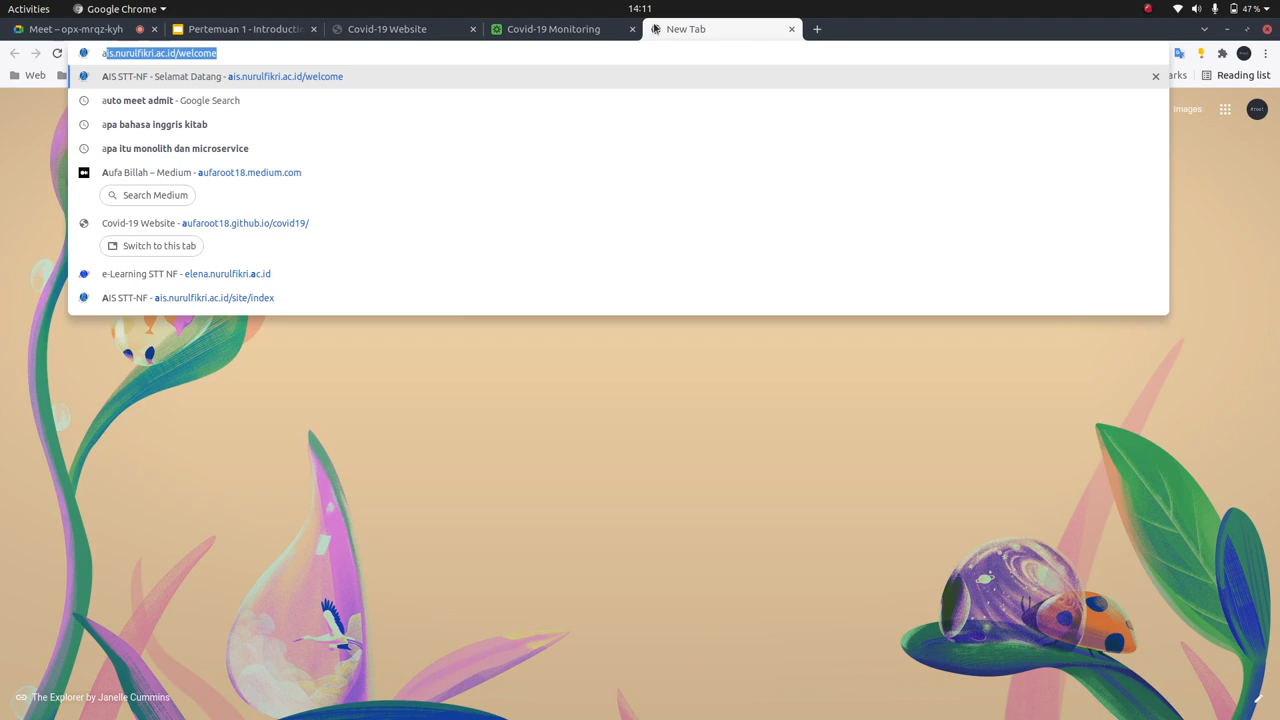 Activities Google Chrome 14:11 47 %
Meet – opx-mrqz-kyh Pertemuan 1 - Introducti Covid-19 Website Covid-19 Monitoring New Tab
ais.nurulfikri.ac.id/welcome
Web arks Reading list
AIS STT-NF - Selamat Datang - ais.nurulfikri.ac.id/welcome
auto meet admit - Google Search
Images
apa bahasa inggris kitab
apa itu monolith dan microservice
Aufa Billah – Medium - aufaroot18.medium.com
Search Medium
Covid-19 Website - aufaroot18.github.io/covid19/
Switch to this tab
e-Learning STT NF - elena.nurulfikri.ac.id
AIS STT-NF - ais.nurulfikri.ac.id/site/index
The Explorer by Janelle Cummins